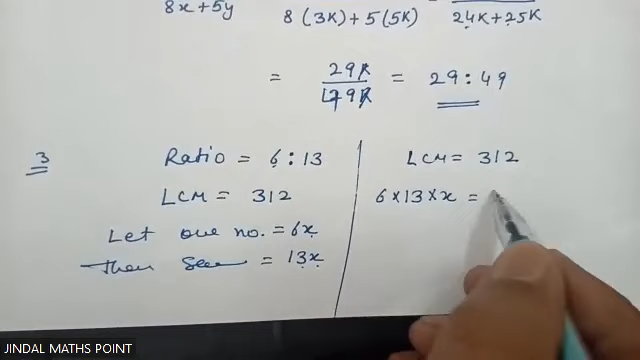 8x+5y
8(3K)+5(5K)
24K+25K
= 29K/49K = 29:49
3
Ratio = 6:13
LCM = 312
Let one no. = 6x
Then = 13x
LCM = 312
6×13×x =
JINDAL MATHS POINT